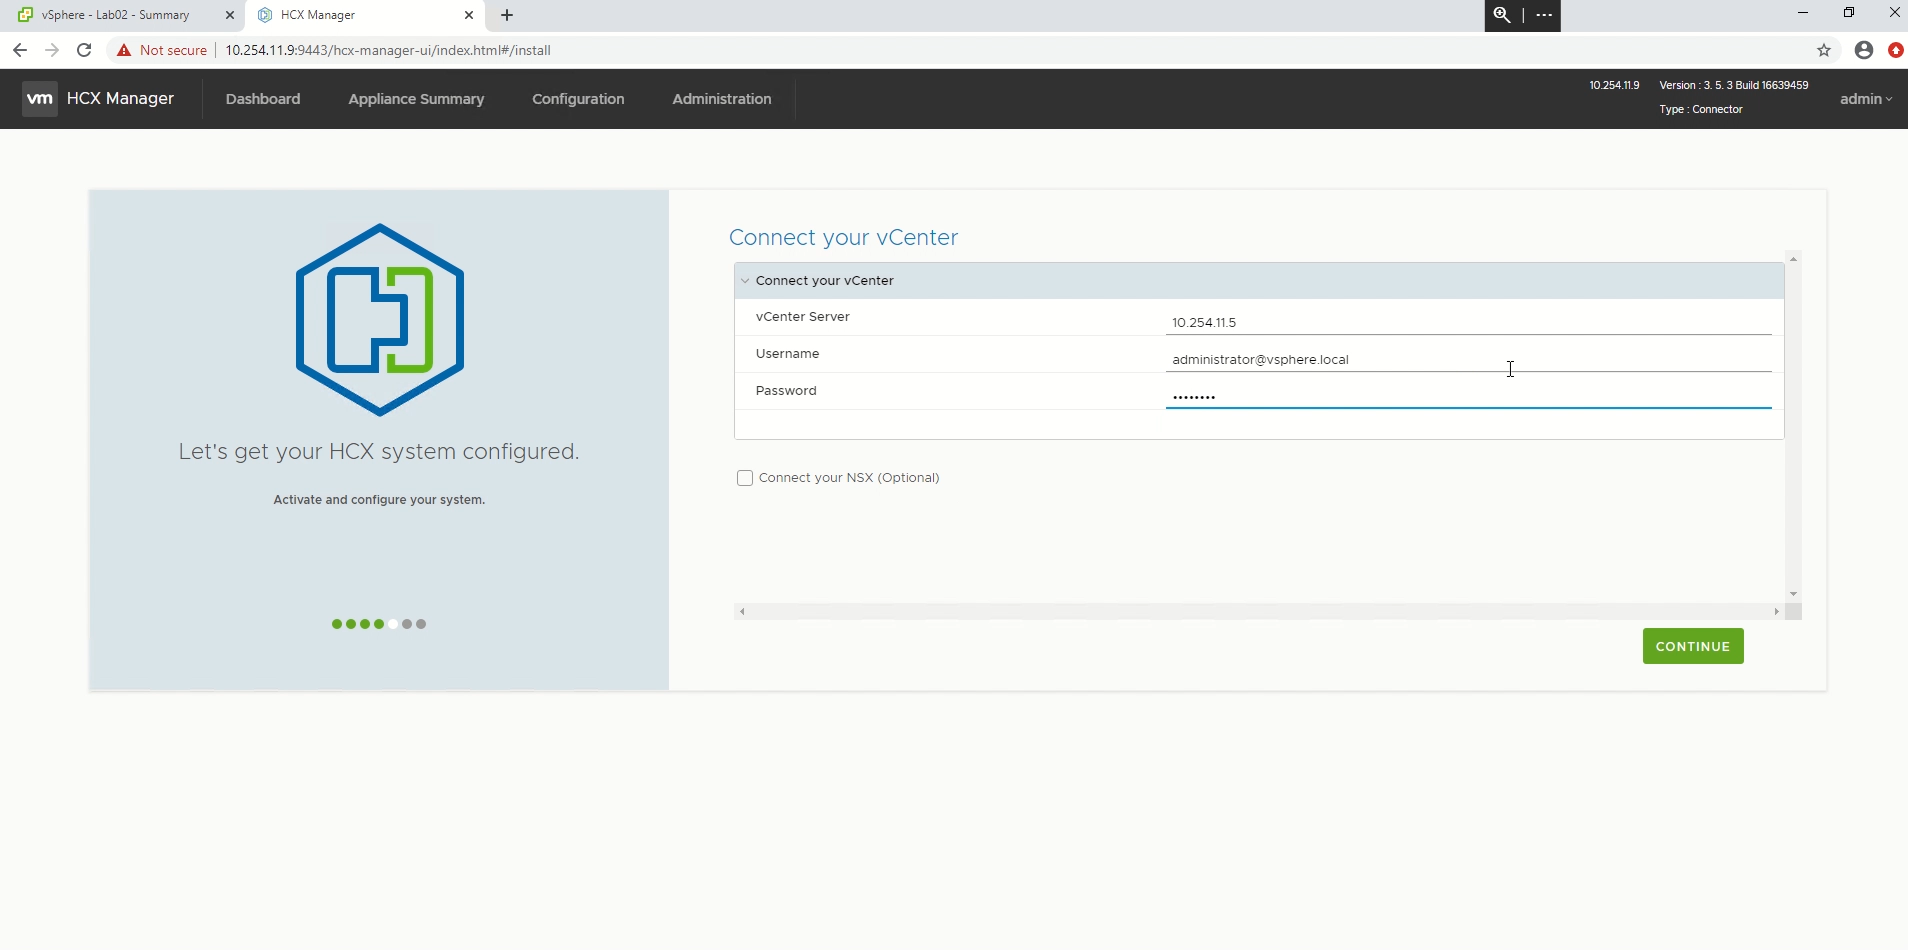 vSphere - Lab02 - Summary
HCX Manager
Not secure
10.254.11.9:9443/hcx-manager-ui/index.html#/install
vm
HCX Manager
Dashboard
Appliance Summary
Configuration
Administration
10.254.11.9
Version : 3. 5. 3 Build 16639459
Type : Connector
admin
Let's get your HCX system configured.
Activate and configure your system.
Connect your vCenter
Connect your vCenter
vCenter Server
10.254.11.5
Username
administrator@vsphere.local
Password
••••••••
Connect your NSX (Optional)
CONTINUE